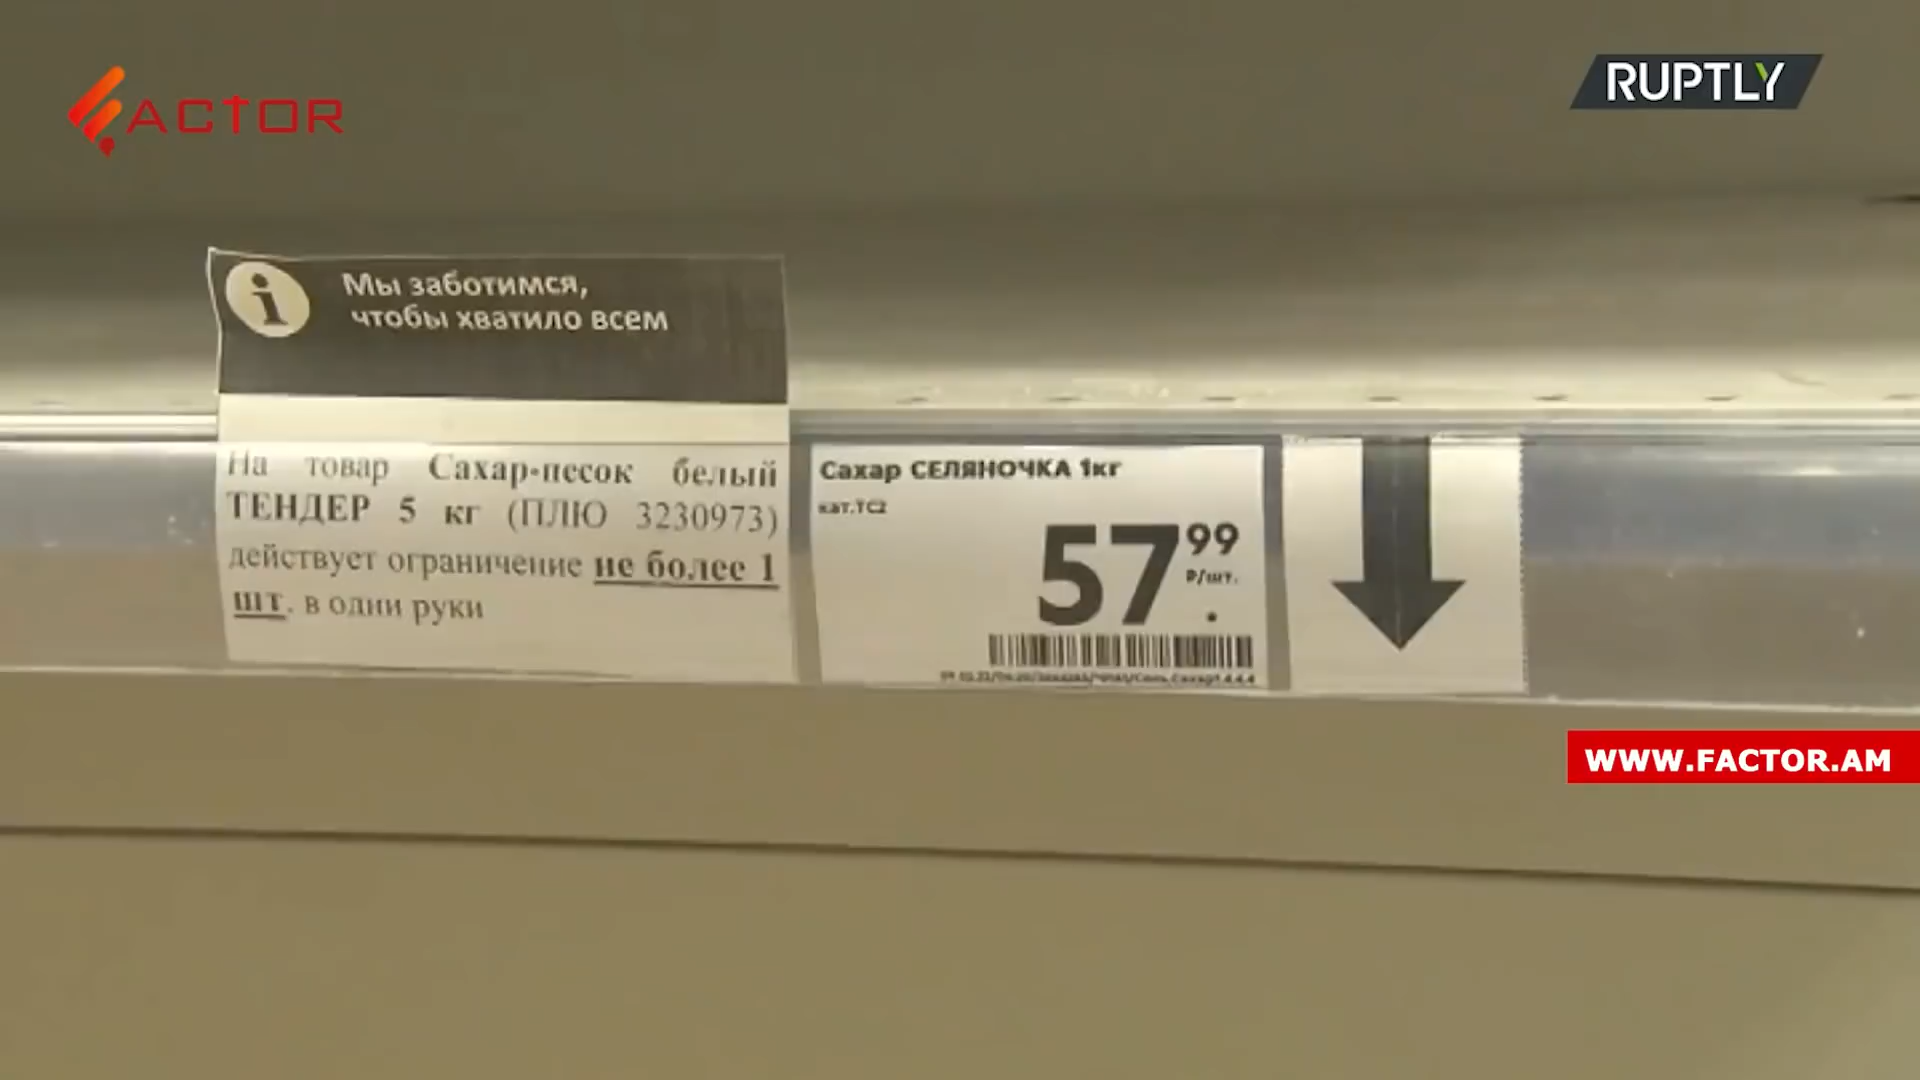 ACTOR
RUPTLY
Мы заботимся,
чтобы хватило всем
На товар Сахар-песок белый
ТЕНДЕР 5 кг (ПЛЮ 3230973)
действует ограничение не более 1
шт. в одни руки
Сахар СЕЛЯНОЧКА 1кг
кат.ТС2
57 99
₽/шт.
WWW.FACTOR.AM